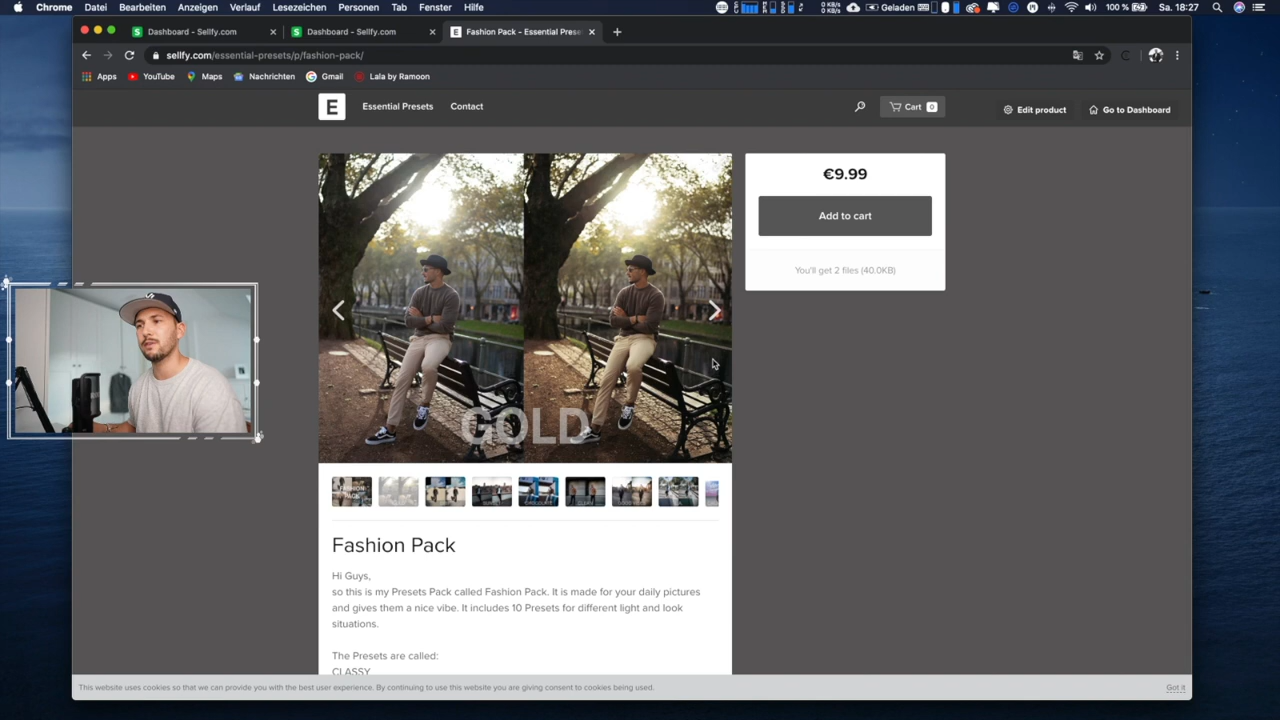 Chrome Datei Bearbeiten Anzeigen Verlauf Lesezeichen Personen Tab Fenster Hilfe
0 KB/s
0 KB/s
Geladen
100 %
Sa. 18:27
Dashboard - Sellfy.com
Dashboard - Sellfy.com
Fashion Pack - Essential Prese
sellfy.com/essential-presets/p/fashion-pack/
Apps YouTube Maps Nachrichten Gmail Lala by Ramoon
E
Essential Presets
Contact
Cart 0
Edit product
Go to Dashboard
GOLD
€9.99
Add to cart
You'll get 2 files (40.0KB)
Fashion Pack
Hi Guys,
so this is my Presets Pack called Fashion Pack. It is made for your daily pictures
and gives them a nice vibe. It includes 10 Presets for different light and look
situations.
The Presets are called:
CLASSY
This website uses cookies so that we can provide you with the best user experience. By continuing to use this website you are giving consent to cookies being used.
Got it